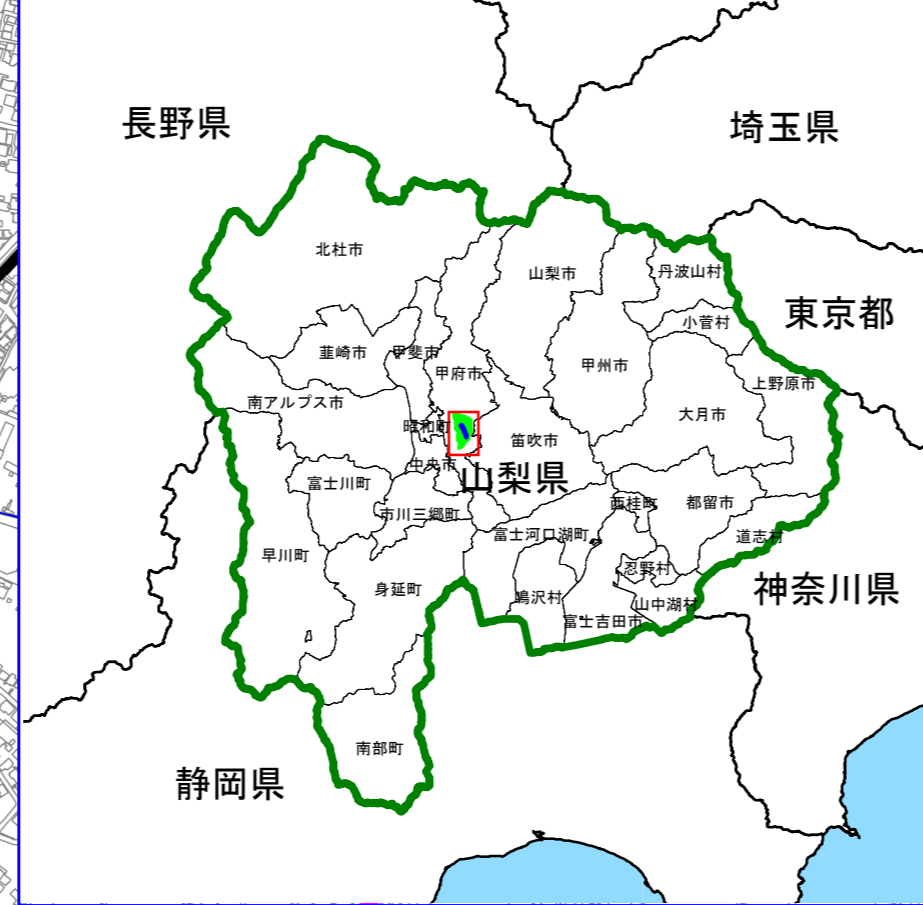 長野県
埼玉県
北杜市
山梨市
丹波山村
東京都
小菅村
韮崎市
甲斐市
甲州市
甲府市
上野原市
南アルプス市
大月市
昭和町
笛吹市
中央市
山梨県
富士川町
西桂町
都留市
市川三郷町
富士河口湖町
道志村
早川町
忍野村
身延町
神奈川県
鳴沢村
山中湖村
富士吉田市
南部町
静岡県